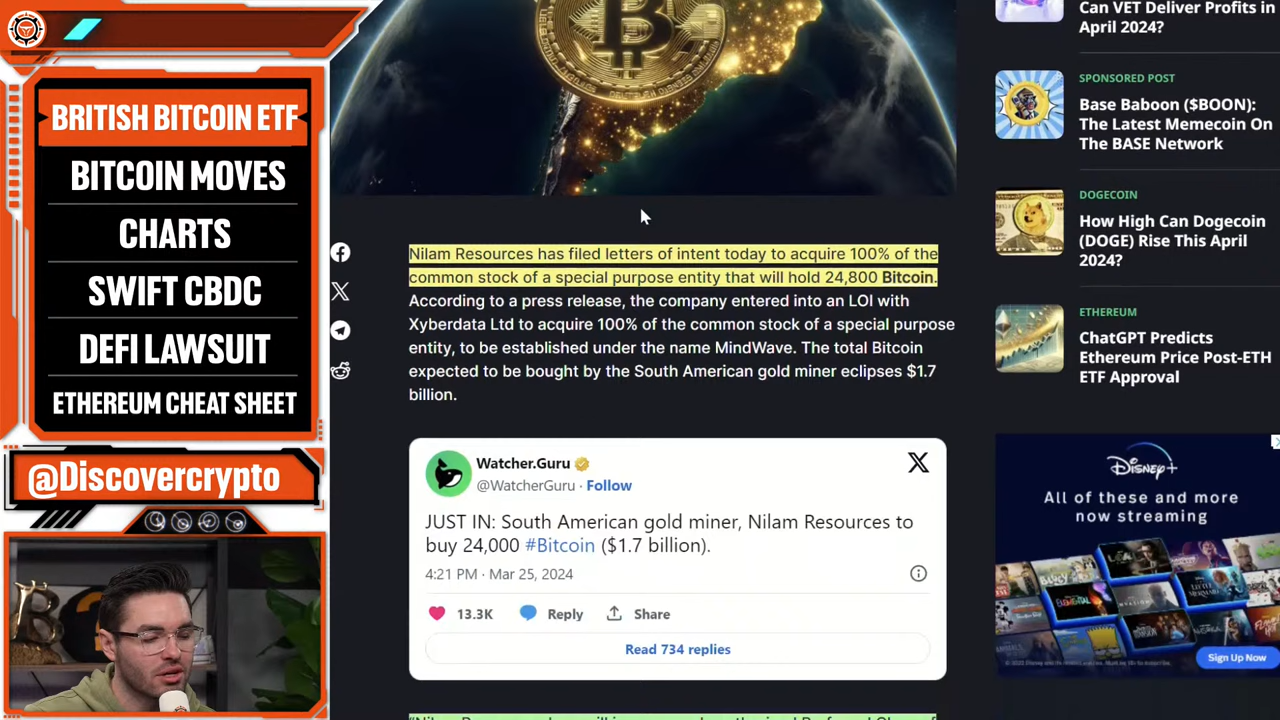 BRITISH BITCOIN ETF
BITCOIN MOVES
CHARTS
SWIFT CBDC
DEFI LAWSUIT
ETHEREUM CHEAT SHEET
@Discovercrypto
Nilam Resources has filed letters of intent today to acquire 100% of the
common stock of a special purpose entity that will hold 24,800 Bitcoin.
According to a press release, the company entered into an LOI with
Xyberdata Ltd to acquire 100% of the common stock of a special purpose
entity, to be established under the name MindWave. The total Bitcoin
expected to be bought by the South American gold miner eclipses $1.7
billion.
Watcher.Guru
@WatcherGuru · Follow
JUST IN: South American gold miner, Nilam Resources to
buy 24,000 #Bitcoin ($1.7 billion).
4:21 PM · Mar 25, 2024
13.3K Reply Share
Read 734 replies
Can VET Deliver Profits in
April 2024?
SPONSORED POST
Base Baboon ($BOON):
The Latest Memecoin On
The BASE Network
DOGECOIN
How High Can Dogecoin
(DOGE) Rise This April
2024?
ETHEREUM
ChatGPT Predicts
Ethereum Price Post-ETH
ETF Approval
Disney+
All of these and more
now streaming
Sign Up Now